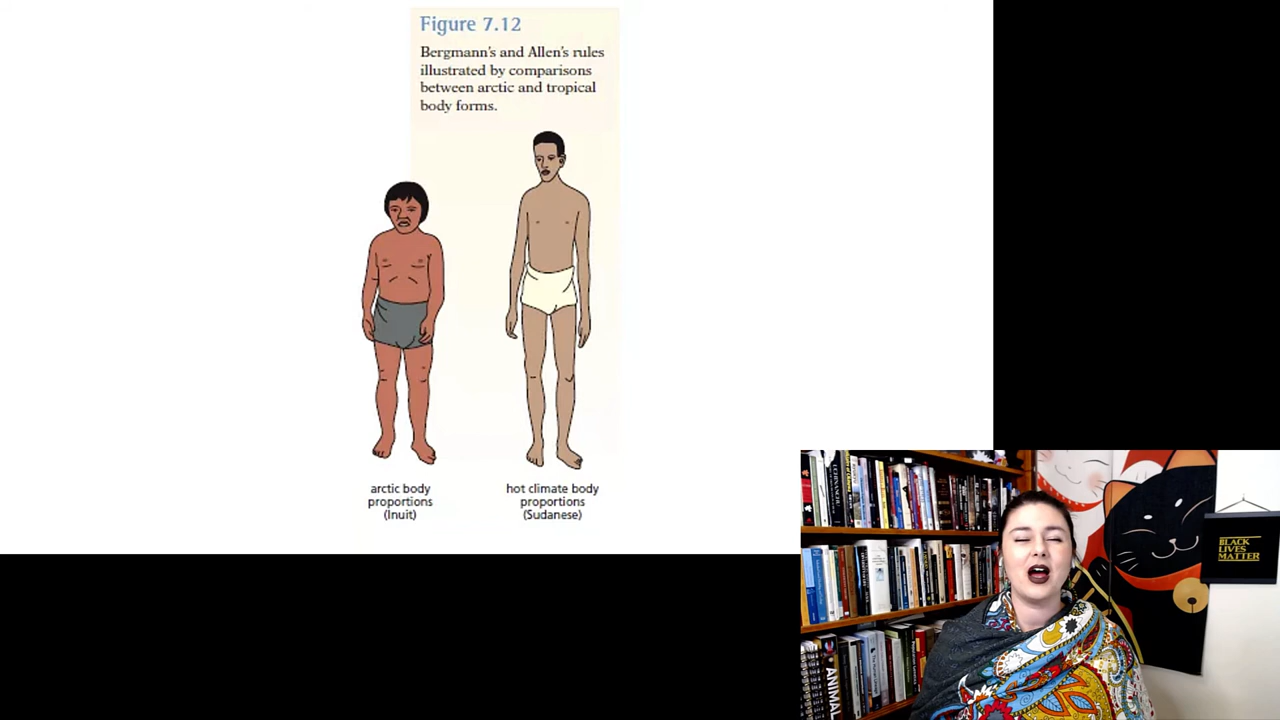 Figure 7.12
Bergmann's and Allen's rules
illustrated by comparisons
between arctic and tropical
body forms.
arctic body
proportions
(Inuit)
hot climate body
proportions
(Sudanese)
BLACK
LIVES
MATTER
ANIMAL